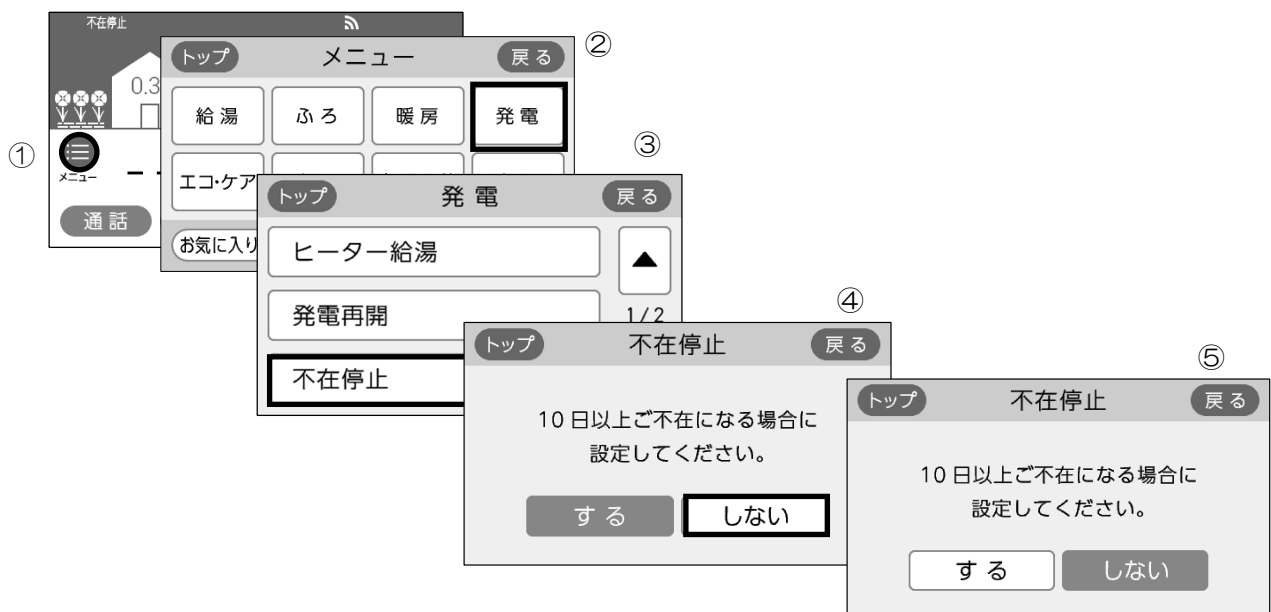 ①
不在停止
0.3
メニュー
通話
②
トップ
メニュー
戻る
給湯
ふろ
暖房
発電
エコ・ケア
お気に入り
③
トップ
発電
戻る
ヒーター給湯
▲
発電再開
1/2
不在停止
④
トップ
不在停止
戻る
10日以上ご不在になる場合に
設定してください。
する
しない
⑤
トップ
不在停止
戻る
10日以上ご不在になる場合に
設定してください。
する
しない